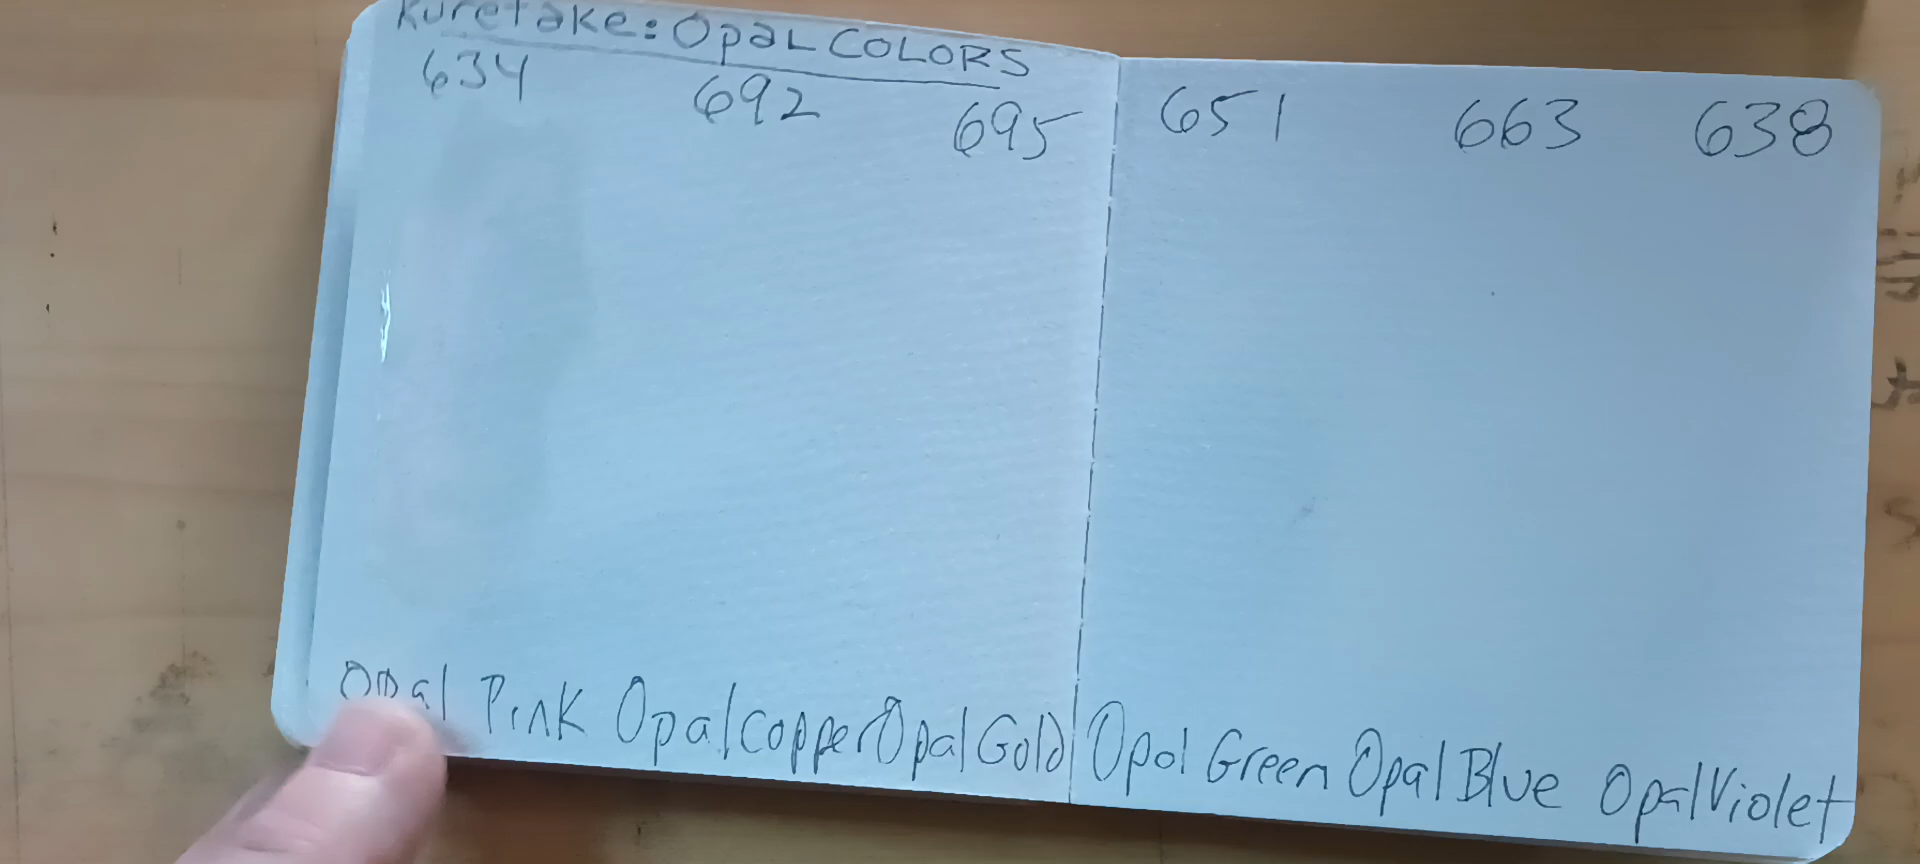 Kuretake: Opal COLORS
634 692 695 651 663 638
Opal Pink Opal Copper Opal Gold Opal Green Opal Blue Opal Violet